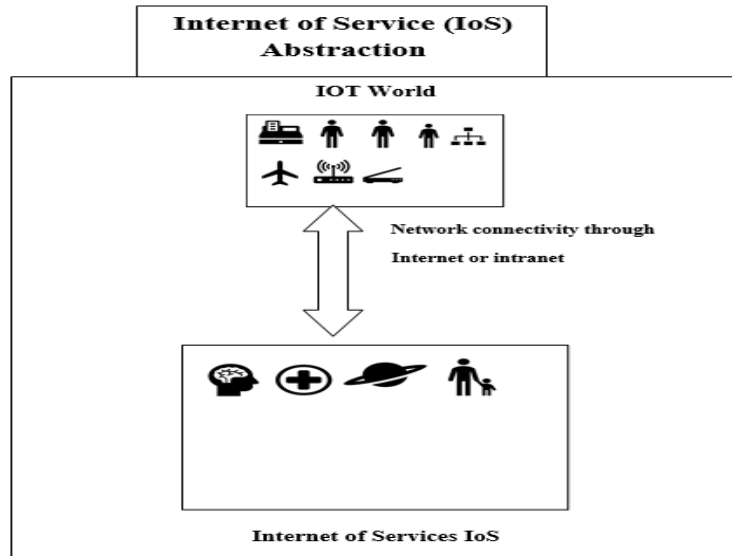 Internet of Service (IoS)
Abstraction
IOT World
Network connectivity through
Internet or intranet
Internet of Services IoS